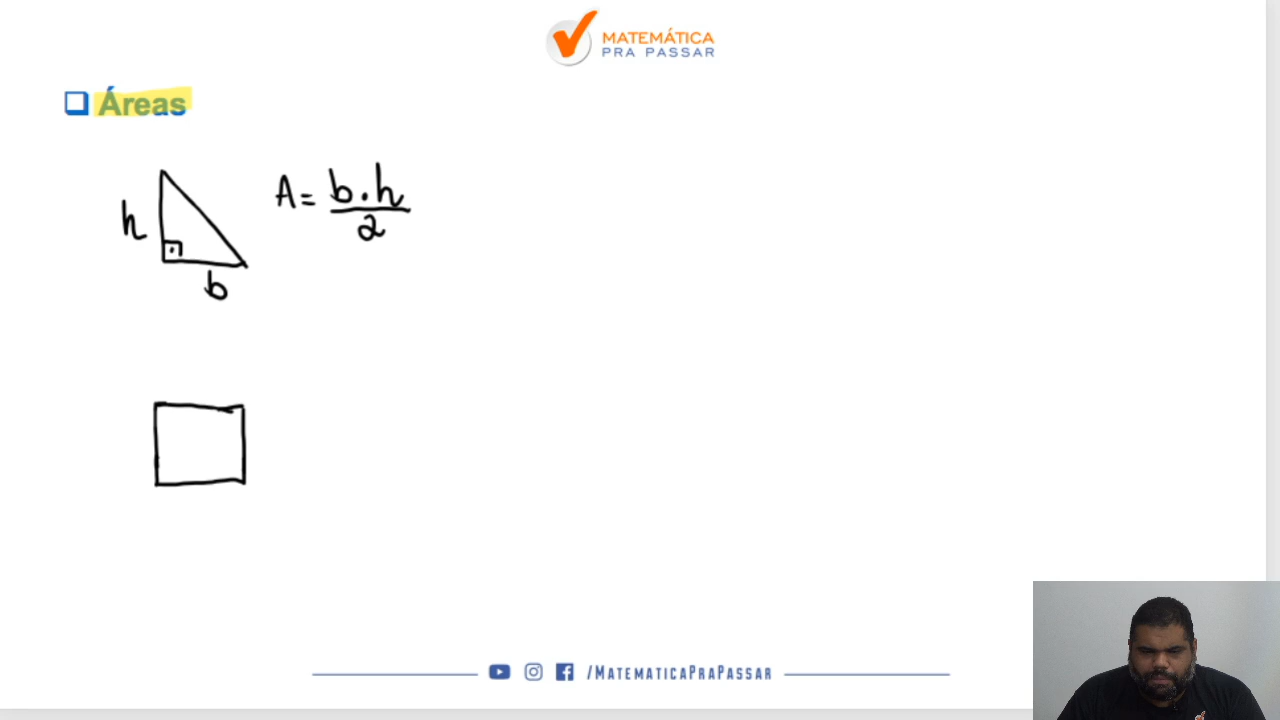 MATEMÁTICA
PRA PASSAR
Áreas
h
b
A = b . h / 2
/MATEMATICAPRAPASSAR